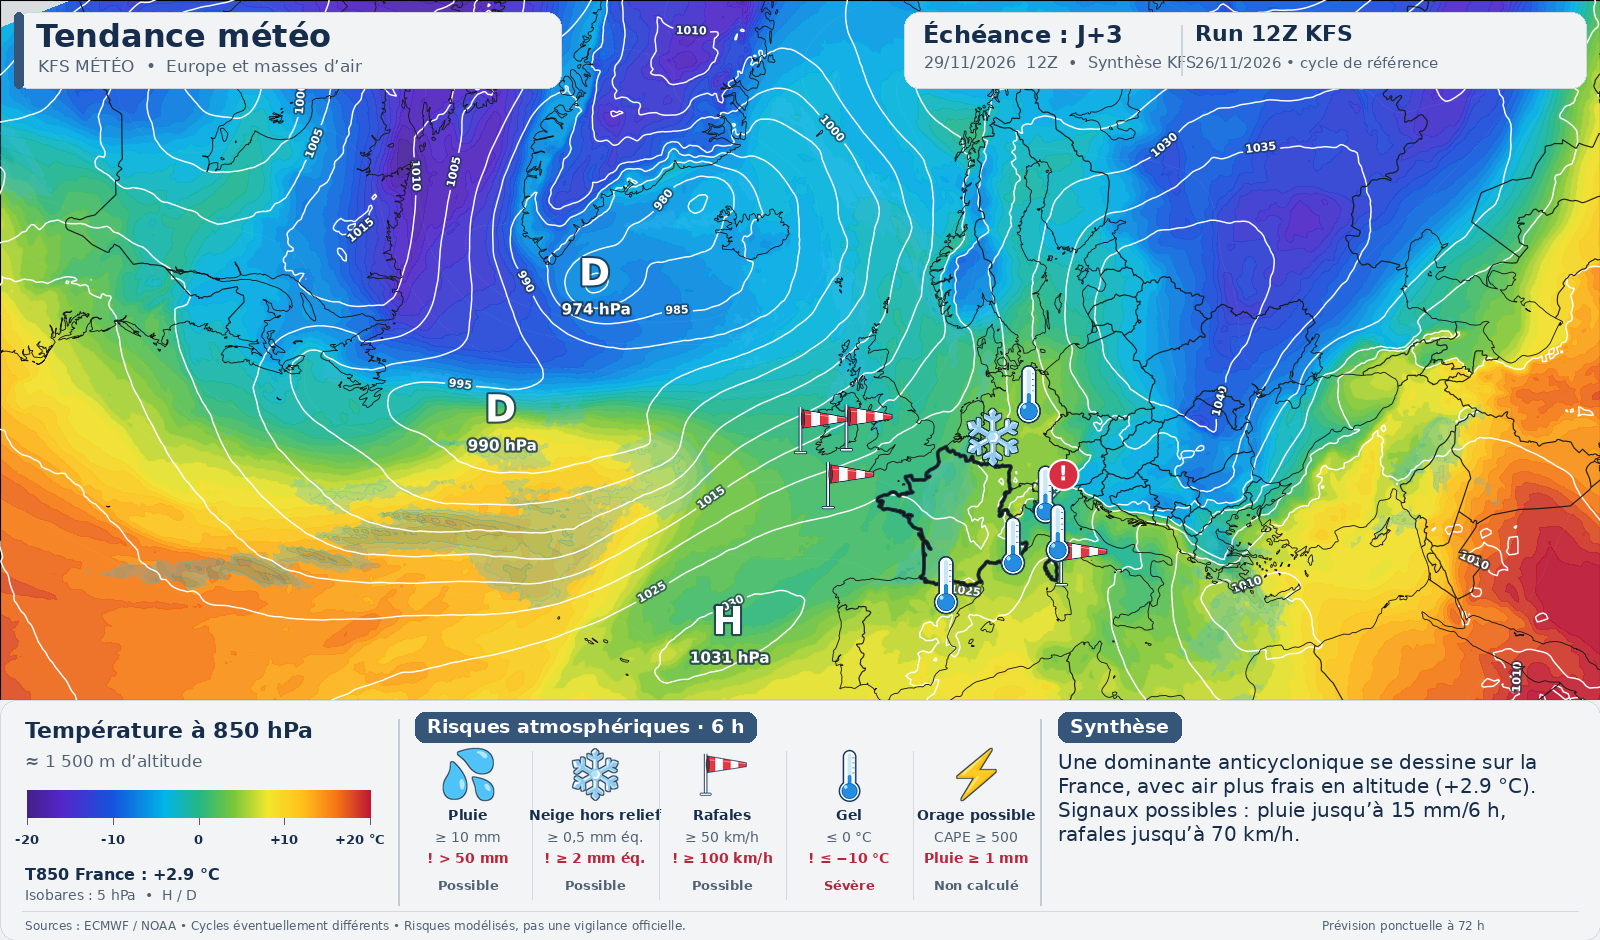 Tendance météo
KFS MÉTÉO • Europe et masses d’air
Échéance : J+3
29/11/2026 12Z • Synthèse KFS
Run 12Z KFS
26/11/2026 • cycle de référence
1010
1000
1005
1010
1005
1015
980
1000
1030
1035
990
D
974 hPa
985
995
D
990 hPa
1040
1015
1025
1025
1010
1010
1010
H
1031 hPa
!
Température à 850 hPa
≈ 1 500 m d’altitude
-20 -10 0 +10 +20 °C
T850 France : +2.9 °C
Isobares : 5 hPa • H / D
Risques atmosphériques · 6 h
Pluie
≥ 10 mm
! > 50 mm
Possible
Neige hors relief
≥ 0,5 mm éq.
! ≥ 2 mm éq.
Possible
Rafales
≥ 50 km/h
! ≥ 100 km/h
Possible
Gel
≤ 0 °C
! ≤ −10 °C
Sévère
Orage possible
CAPE ≥ 500
Pluie ≥ 1 mm
Non calculé
Synthèse
Une dominante anticyclonique se dessine sur la
France, avec air plus frais en altitude (+2.9 °C).
Signaux possibles : pluie jusqu’à 15 mm/6 h,
rafales jusqu’à 70 km/h.
Sources : ECMWF / NOAA • Cycles éventuellement différents • Risques modélisés, pas une vigilance officielle.
Prévision ponctuelle à 72 h